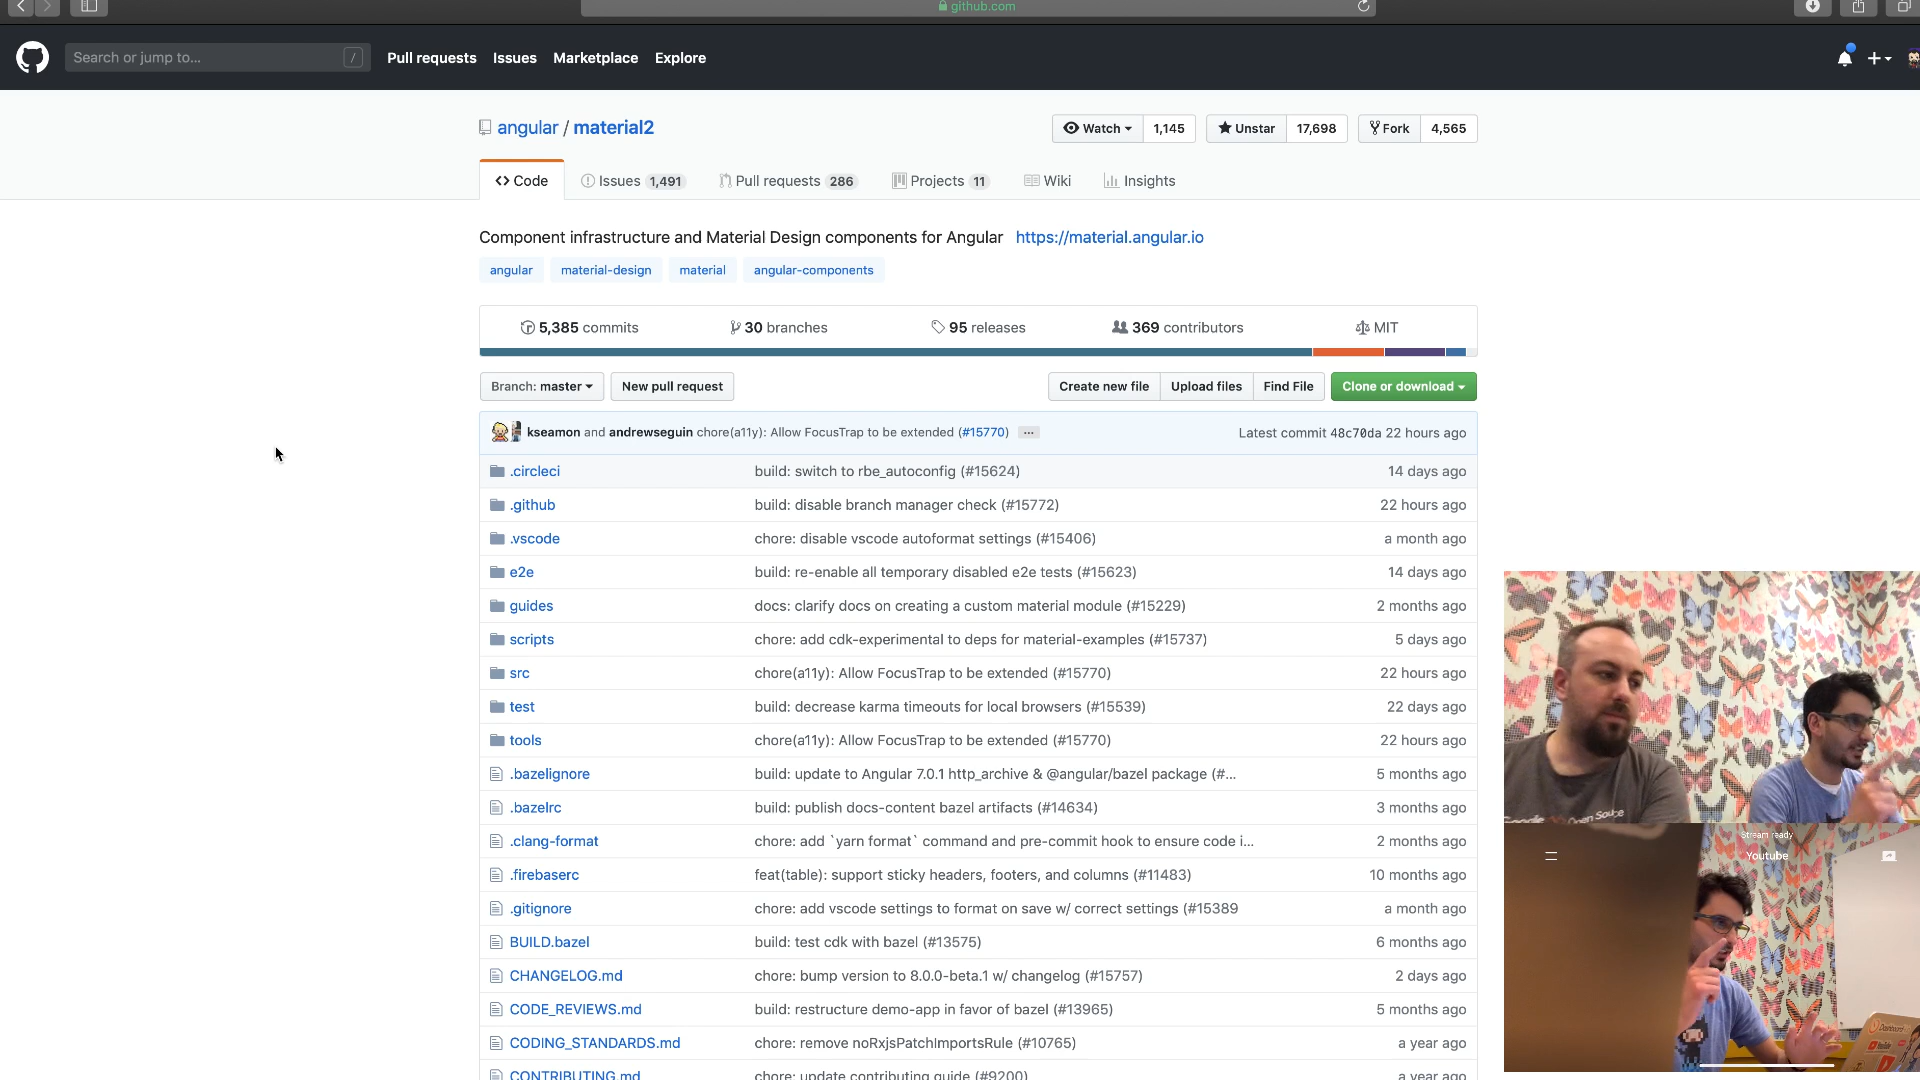 github.com
Search or jump to...
/
Pull requests Issues Marketplace Explore
angular / material2
Watch 1,145 Unstar 17,698 Fork 4,565
Code Issues 1,491 Pull requests 286 Projects 11 Wiki Insights
Component infrastructure and Material Design components for Angular https://material.angular.io
angular material-design material angular-components
5,385 commits 30 branches 95 releases 369 contributors MIT
Branch: master New pull request Create new file Upload files Find File Clone or download
kseamon and andrewseguin chore(a11y): Allow FocusTrap to be extended (#15770) ... Latest commit 48c70da 22 hours ago
.circleci build: switch to rbe_autoconfig (#15624) 14 days ago
.github build: disable branch manager check (#15772) 22 hours ago
.vscode chore: disable vscode autoformat settings (#15406) a month ago
e2e build: re-enable all temporary disabled e2e tests (#15623) 14 days ago
guides docs: clarify docs on creating a custom material module (#15229) 2 months ago
scripts chore: add cdk-experimental to deps for material-examples (#15737) 5 days ago
src chore(a11y): Allow FocusTrap to be extended (#15770) 22 hours ago
test build: decrease karma timeouts for local browsers (#15539) 22 days ago
tools chore(a11y): Allow FocusTrap to be extended (#15770) 22 hours ago
.bazelignore build: update to Angular 7.0.1 http_archive & @angular/bazel package (#... 5 months ago
.bazelrc build: publish docs-content bazel artifacts (#14634) 3 months ago
.clang-format chore: add `yarn format` command and pre-commit hook to ensure code i... 2 months ago
.firebaserc feat(table): support sticky headers, footers, and columns (#11483) 10 months ago
.gitignore chore: add vscode settings to format on save w/ correct settings (#15389 a month ago
BUILD.bazel build: test cdk with bazel (#13575) 6 months ago
CHANGELOG.md chore: bump version to 8.0.0-beta.1 w/ changelog (#15757) 2 days ago
CODE_REVIEWS.md build: restructure demo-app in favor of bazel (#13965) 5 months ago
CODING_STANDARDS.md chore: remove noRxjsPatchImportsRule (#10765) a year ago
CONTRIBUTING.md chore: update contributing guide (#9200) a year ago
Google Open Source
Stream ready
Youtube